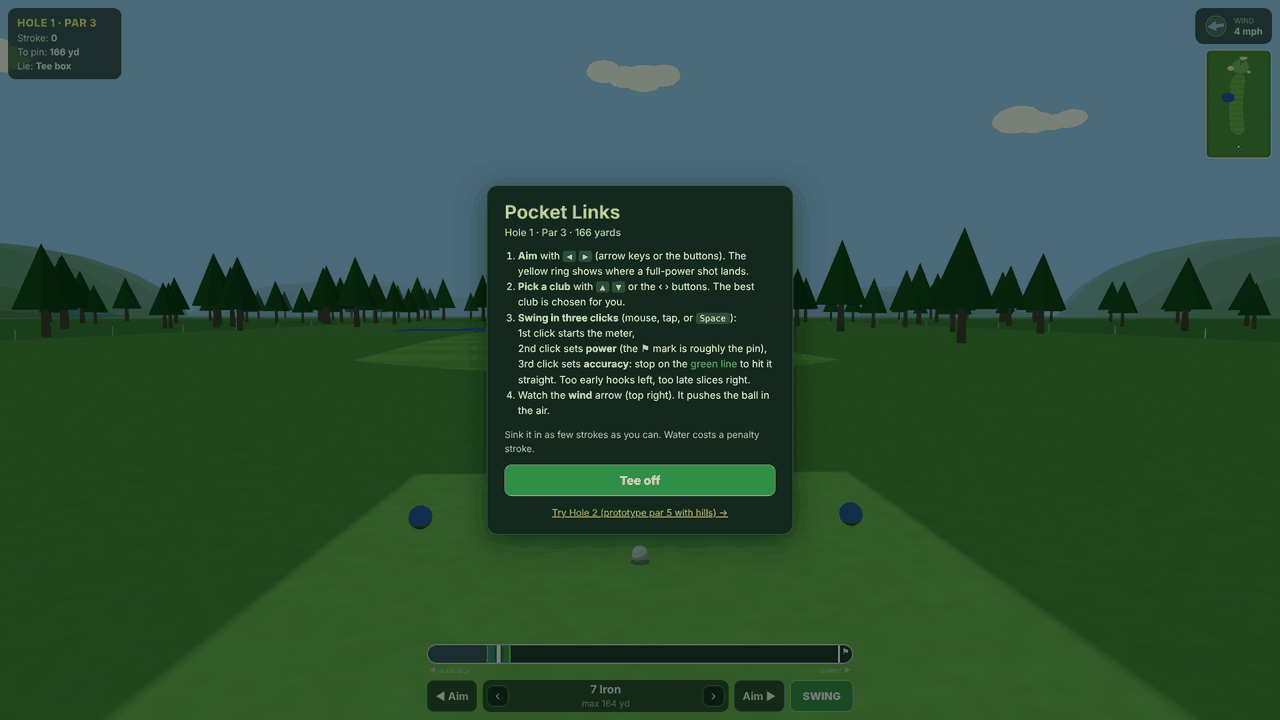 HOLE 1 · PAR 3
Stroke: 0
To pin: 166 yd
Lie: Tee box
WIND
4 mph
Pocket Links
Hole 1 · Par 3 · 166 yards
1. Aim with ◀ ▶ (arrow keys or the buttons). The
yellow ring shows where a full-power shot lands.
2. Pick a club with ▲ ▼ or the ‹ › buttons. The best
club is chosen for you.
3. Swing in three clicks (mouse, tap, or Space):
1st click starts the meter,
2nd click sets power (the ⚑ mark is roughly the pin),
3rd click sets accuracy: stop on the green line to hit it
straight. Too early hooks left, too late slices right.
4. Watch the wind arrow (top right). It pushes the ball in
the air.
Sink it in as few strokes as you can. Water costs a penalty
stroke.
Tee off
Try Hole 2 (prototype par 5 with hills) →
◀ accuracy
power ▶
◀ Aim
‹
7 Iron
max 164 yd
›
Aim ▶
SWING